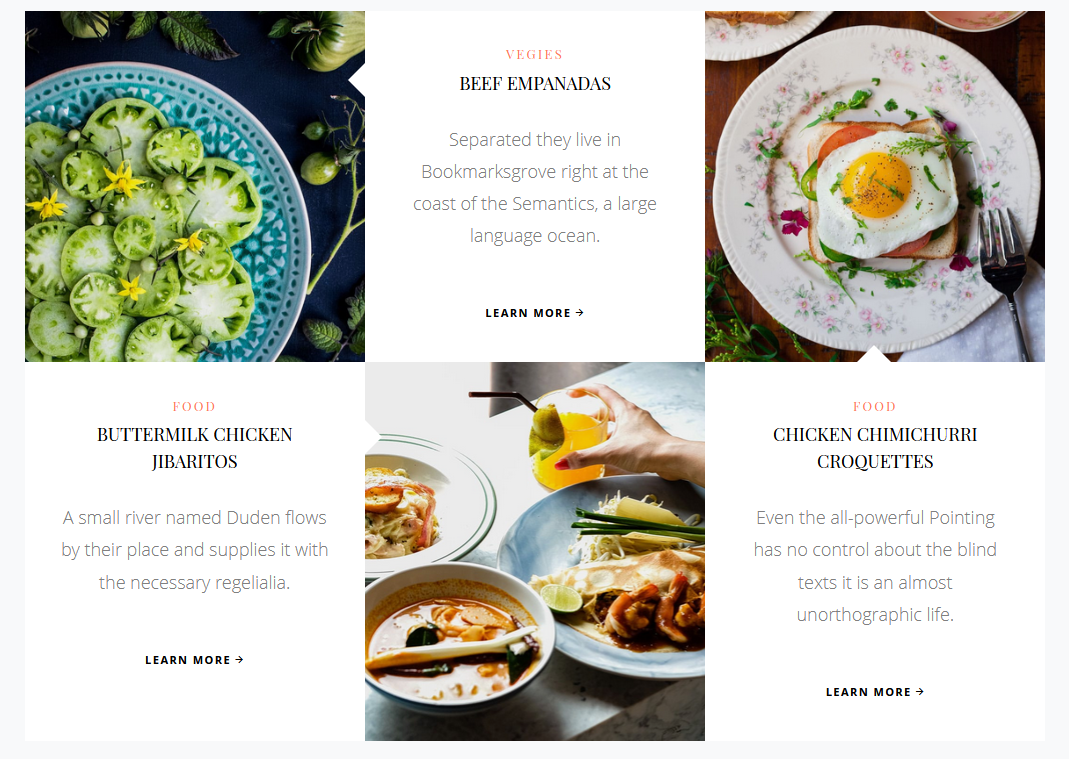 VEGIES
BEEF EMPANADAS
Separated they live in
Bookmarksgrove right at the
coast of the Semantics, a large
language ocean.
LEARN MORE →
FOOD
BUTTERMILK CHICKEN
JIBARITOS
A small river named Duden flows
by their place and supplies it with
the necessary regelialia.
LEARN MORE →
FOOD
CHICKEN CHIMICHURRI
CROQUETTES
Even the all-powerful Pointing
has no control about the blind
texts it is an almost
unorthographic life.
LEARN MORE →